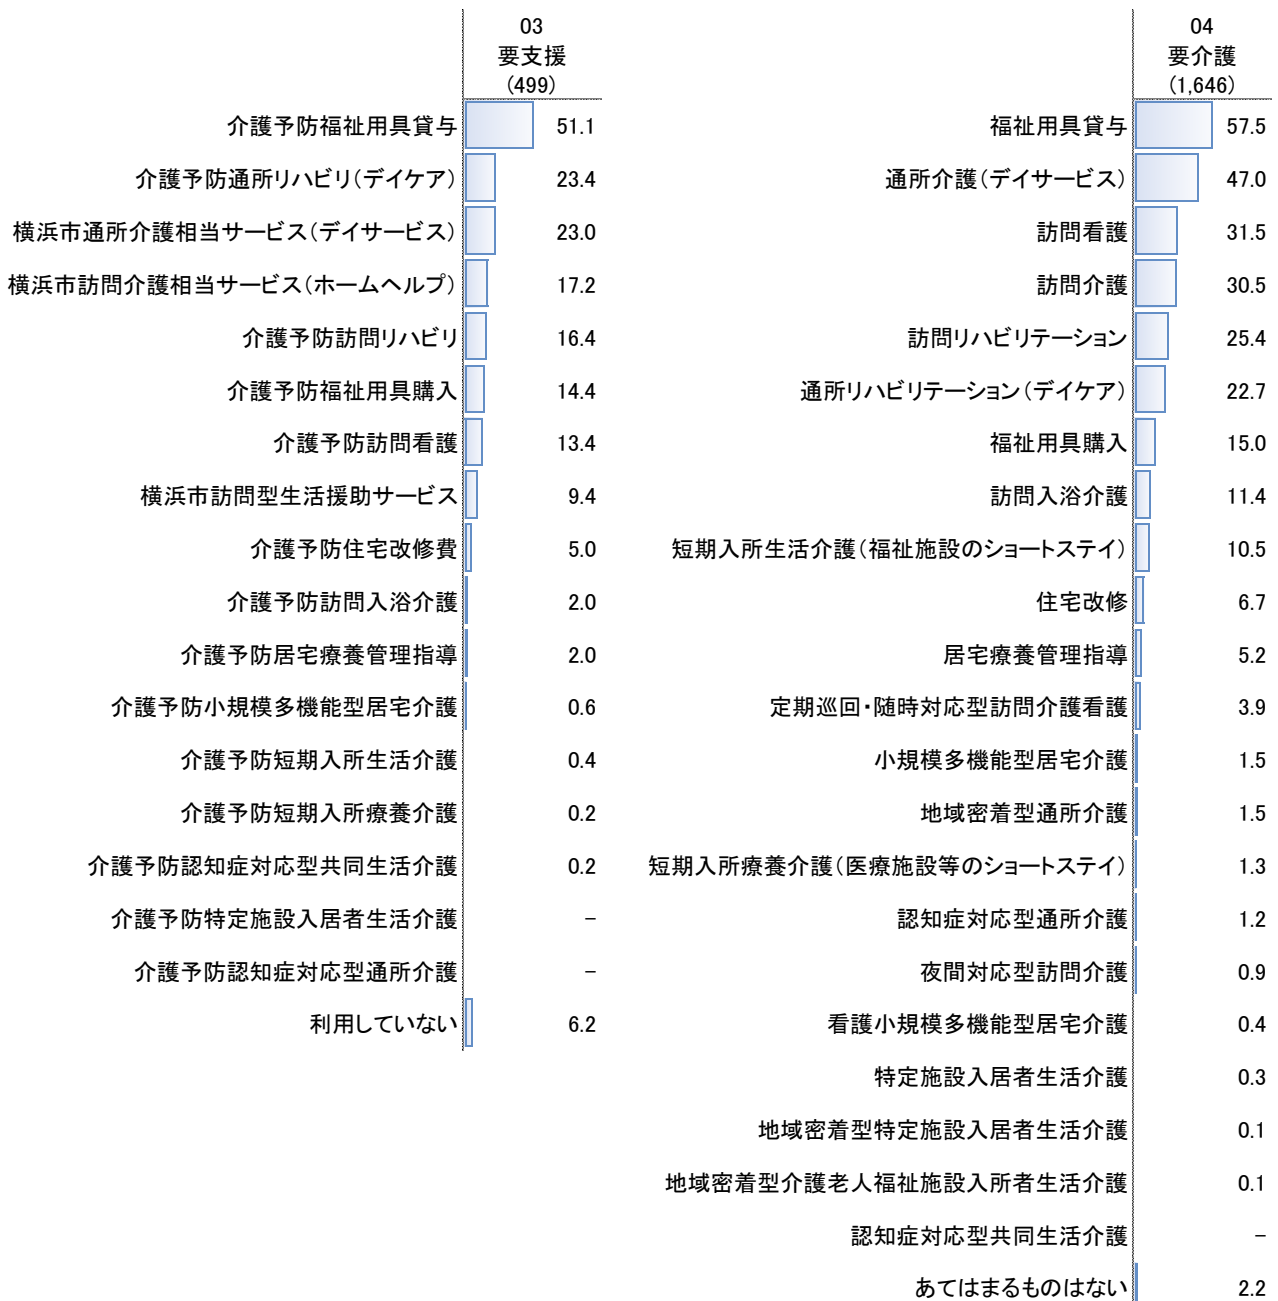 03
要支援
(499)
介護予防福祉用具貸与 51.1
介護予防通所リハビリ(デイケア) 23.4
横浜市通所介護相当サービス(デイサービス) 23.0
横浜市訪問介護相当サービス(ホームヘルプ) 17.2
介護予防訪問リハビリ 16.4
介護予防福祉用具購入 14.4
介護予防訪問看護 13.4
横浜市訪問型生活援助サービス 9.4
介護予防住宅改修費 5.0
介護予防訪問入浴介護 2.0
介護予防居宅療養管理指導 2.0
介護予防小規模多機能型居宅介護 0.6
介護予防短期入所生活介護 0.4
介護予防短期入所療養介護 0.2
介護予防認知症対応型共同生活介護 0.2
介護予防特定施設入居者生活介護 −
介護予防認知症対応型通所介護 −
利用していない 6.2
04
要介護
(1,646)
福祉用具貸与 57.5
通所介護(デイサービス) 47.0
訪問看護 31.5
訪問介護 30.5
訪問リハビリテーション 25.4
通所リハビリテーション(デイケア) 22.7
福祉用具購入 15.0
訪問入浴介護 11.4
短期入所生活介護(福祉施設のショートステイ) 10.5
住宅改修 6.7
居宅療養管理指導 5.2
定期巡回・随時対応型訪問介護看護 3.9
小規模多機能型居宅介護 1.5
地域密着型通所介護 1.5
短期入所療養介護(医療施設等のショートステイ) 1.3
認知症対応型通所介護 1.2
夜間対応型訪問介護 0.9
看護小規模多機能型居宅介護 0.4
特定施設入居者生活介護 0.3
地域密着型特定施設入居者生活介護 0.1
地域密着型介護老人福祉施設入所者生活介護 0.1
認知症対応型共同生活介護 −
あてはまるものはない 2.2